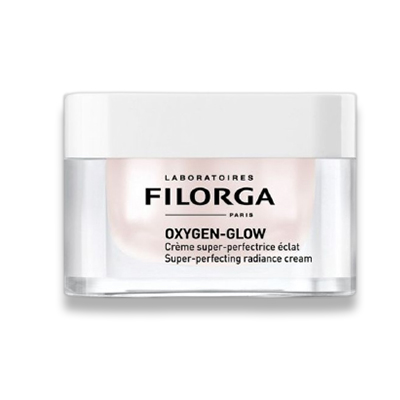 LABORATOIRES
FILORGA
PARIS
OXYGEN-GLOW
Crème super-perfectrice éclat
Super-perfecting radiance cream